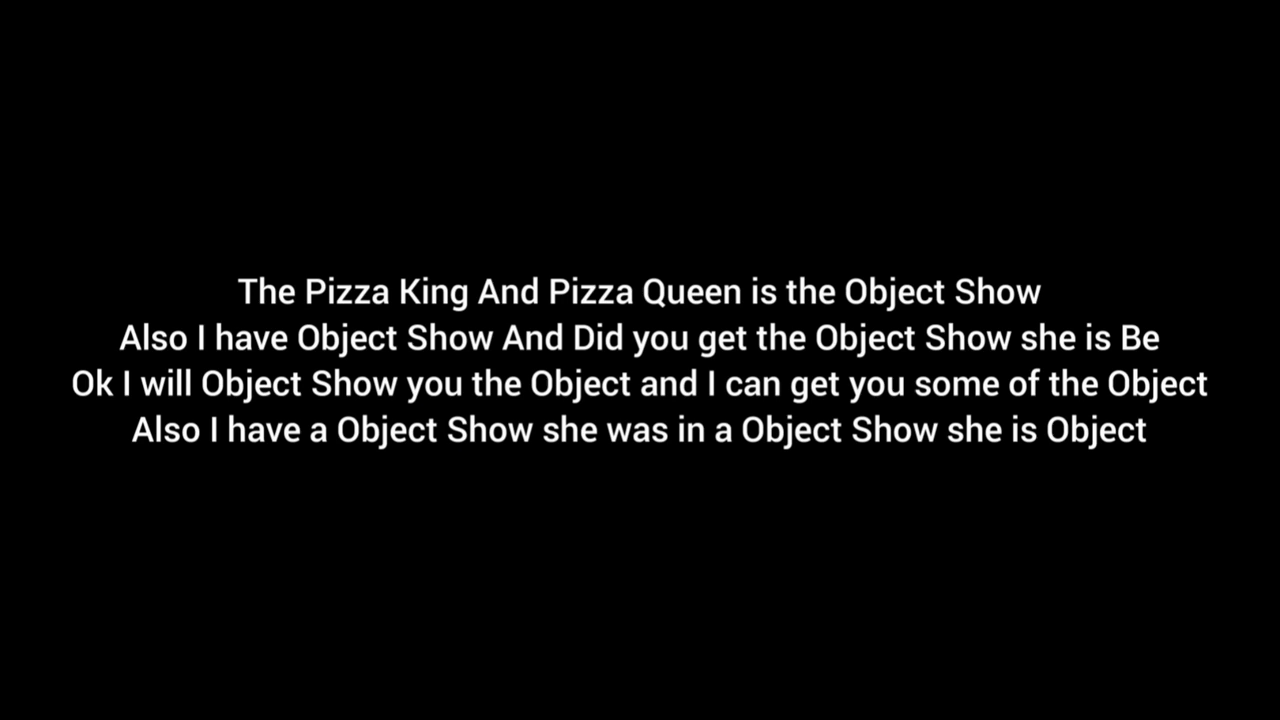 The Pizza King And Pizza Queen is the Object Show
Also I have Object Show And Did you get the Object Show she is Be
Ok I will Object Show you the Object and I can get you some of the Object
Also I have a Object Show she was in a Object Show she is Object